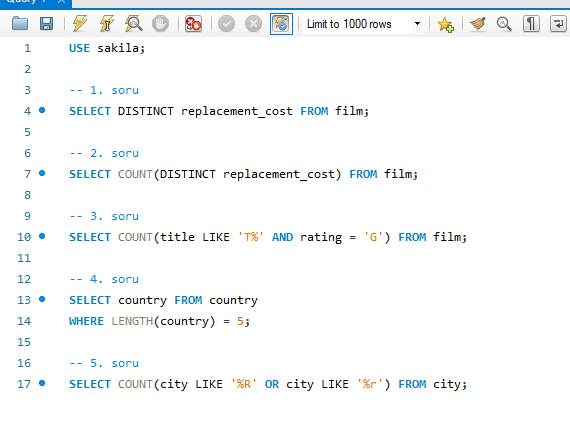 Limit to 1000 rows
1 USE sakila;
2
3 -- 1. soru
4 SELECT DISTINCT replacement_cost FROM film;
5
6 -- 2. soru
7 SELECT COUNT(DISTINCT replacement_cost) FROM film;
8
9 -- 3. soru
10 SELECT COUNT(title LIKE 'T%' AND rating = 'G') FROM film;
11
12 -- 4. soru
13 SELECT country FROM country
14 WHERE LENGTH(country) = 5;
15
16 -- 5. soru
17 SELECT COUNT(city LIKE '%R' OR city LIKE '%r') FROM city;